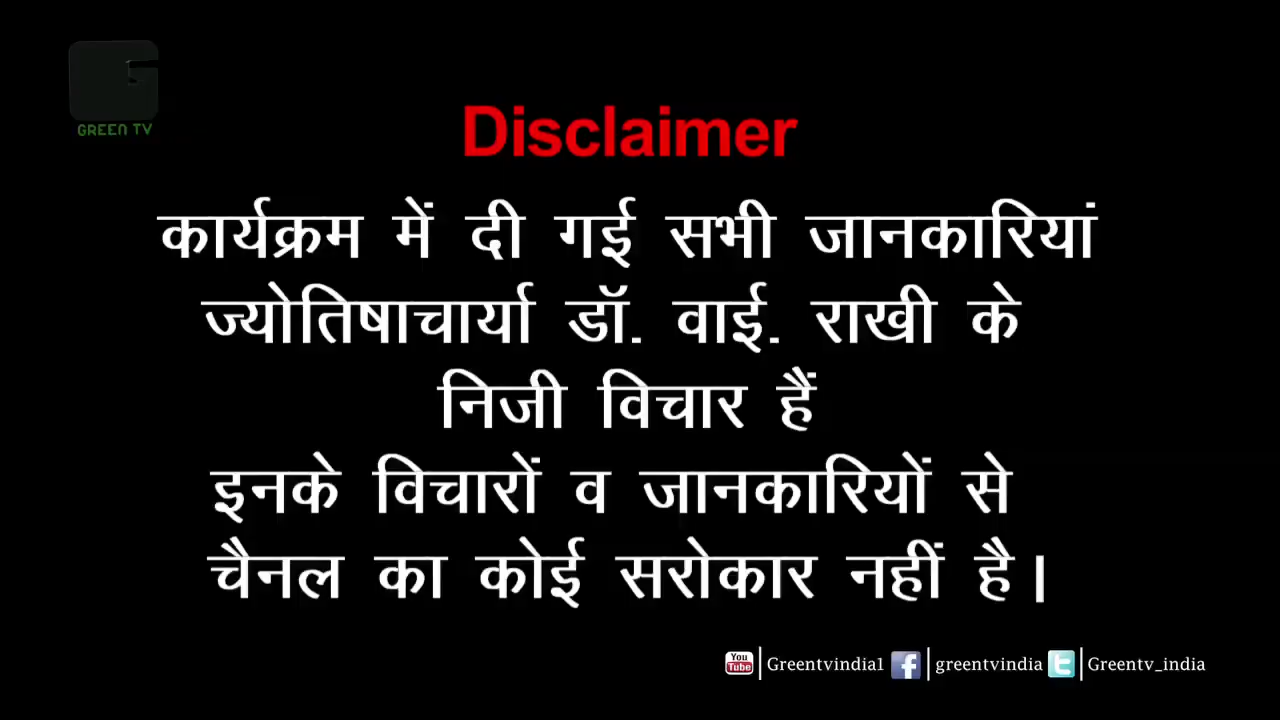 GREEN TV
Disclaimer
कार्यक्रम में दी गई सभी जानकारियां
ज्योतिषाचार्या डॉ. वाई. राखी के
निजी विचार हैं
इनके विचारों व जानकारियों से
चैनल का कोई सरोकार नहीं है।
You Tube Greentvindia1 f greentvindia t Greentv_india